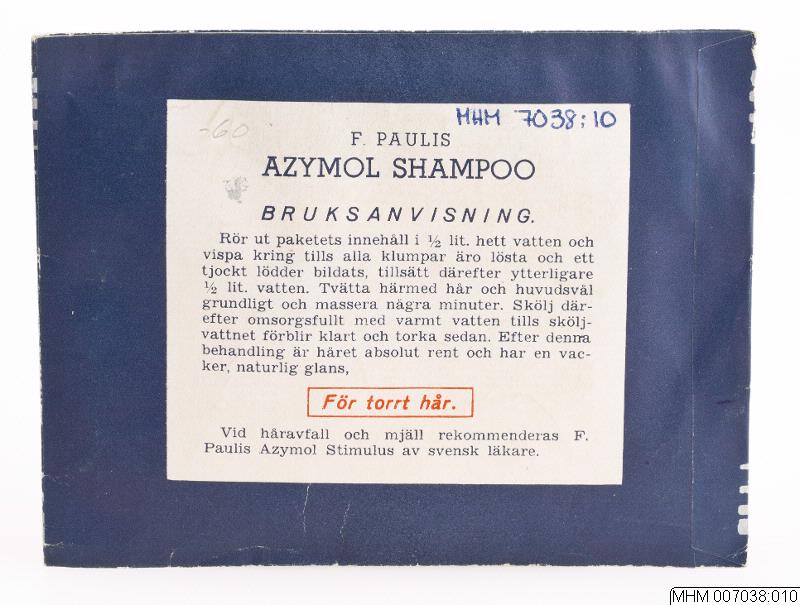 MHM 7038:10
-60
F. PAULIS
AZYMOL SHAMPOO
BRUKSANVISNING.
Rör ut paketets innehåll i ½ lit. hett vatten och
vispa kring tills alla klumpar äro lösta och ett
tjockt lödder bildats, tillsätt därefter ytterligare
½ lit. vatten. Tvätta härmed hår och huvudsvål
grundligt och massera några minuter. Skölj där-
efter omsorgsfullt med varmt vatten tills skölj-
vattnet förblir klart och torka sedan. Efter denna
behandling är håret absolut rent och har en vac-
ker, naturlig glans,
För torrt hår.
Vid håravfall och mjäll rekommenderas F.
Paulis Azymol Stimulus av svensk läkare.
MHM 007038:010